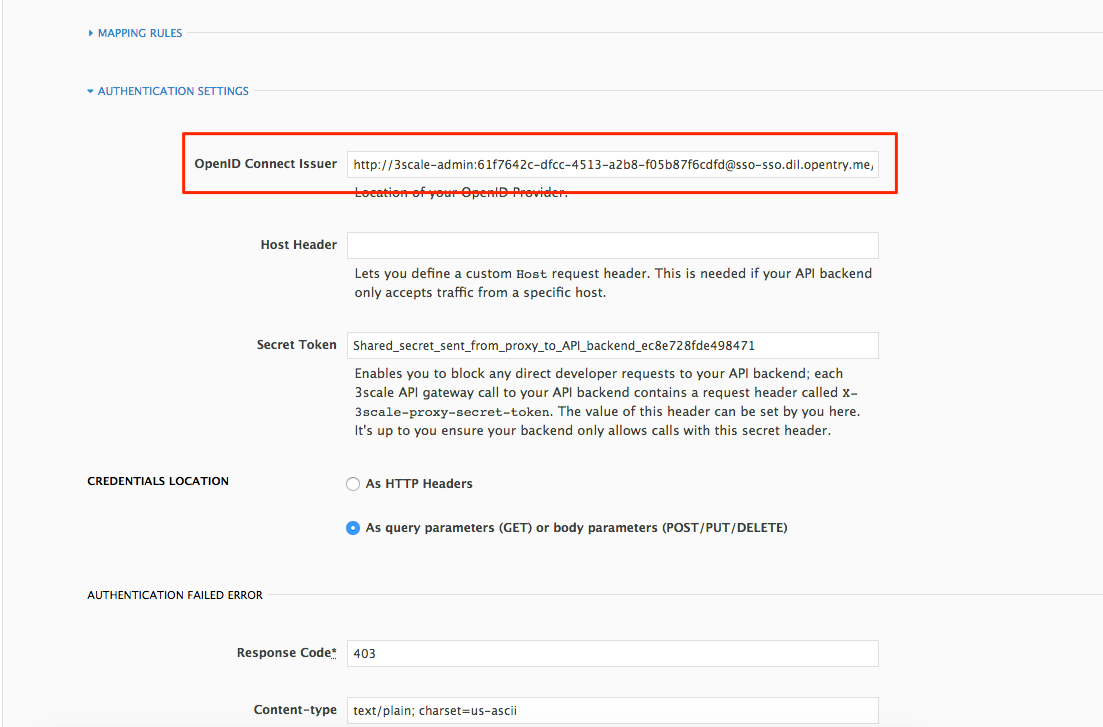 MAPPING RULES
AUTHENTICATION SETTINGS
OpenID Connect Issuer http://3scale-admin:61f7642c-dfcc-4513-a2b8-f05b87f6cdfd@sso-sso.dil.opentry.me/
Location of your OpenID Provider.
Host Header
Lets you define a custom Host request header. This is needed if your API backend
only accepts traffic from a specific host.
Secret Token Shared_secret_sent_from_proxy_to_API_backend_ec8e728fde498471
Enables you to block any direct developer requests to your API backend; each
3scale API gateway call to your API backend contains a request header called X-
3scale-proxy-secret-token. The value of this header can be set by you here.
It's up to you ensure your backend only allows calls with this secret header.
CREDENTIALS LOCATION As HTTP Headers
As query parameters (GET) or body parameters (POST/PUT/DELETE)
AUTHENTICATION FAILED ERROR
Response Code* 403
Content-type text/plain; charset=us-ascii